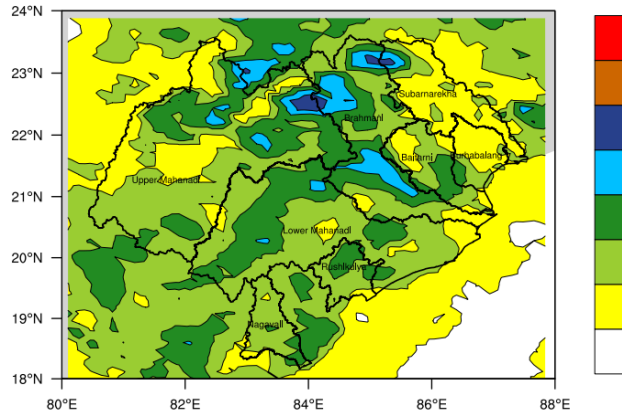 24°N
23°N
Subarnarekha
22°N
Brahmani
Baitarni
Burhabalang
21°N
Upper Mahanadi
Lower Mahanadi
20°N
Rushikulya
19°N
Nagavali
18°N
80°E 82°E 84°E 86°E 88°E